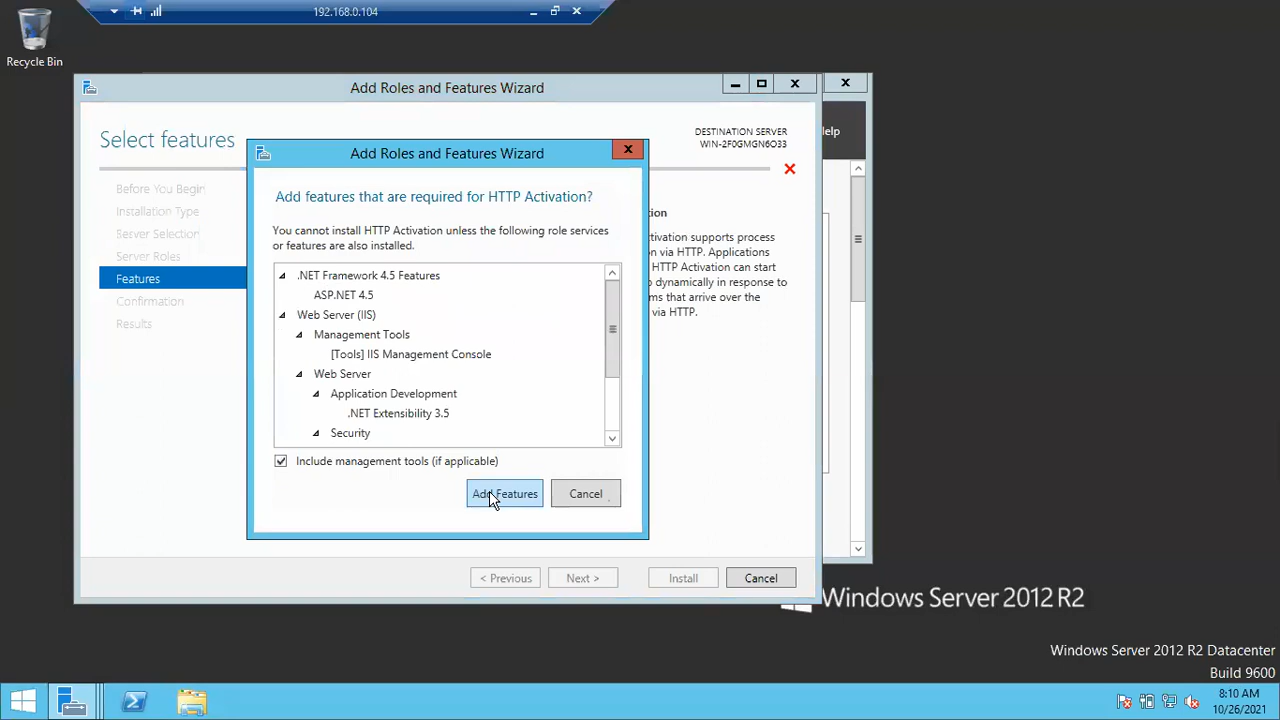 192.168.0.104
Recycle Bin
Add Roles and Features Wizard
Select features
DESTINATION SERVER
WIN-2F0GMGN6O33
Help
Before You Begin
Installation Type
Server Selection
Server Roles
Features
Confirmation
Results
Add Roles and Features Wizard
Add features that are required for HTTP Activation?
You cannot install HTTP Activation unless the following role services
or features are also installed.
.NET Framework 4.5 Features
ASP.NET 4.5
Web Server (IIS)
Management Tools
[Tools] IIS Management Console
Web Server
Application Development
.NET Extensibility 3.5
Security
Include management tools (if applicable)
Add Features
Cancel
via HTTP. Applications
HTTP Activation can start
dynamically in response to
that arrive over the
via HTTP.
< Previous
Next >
Install
Cancel
Windows Server 2012 R2
Windows Server 2012 R2 Datacenter
Build 9600
8:10 AM
10/26/2021